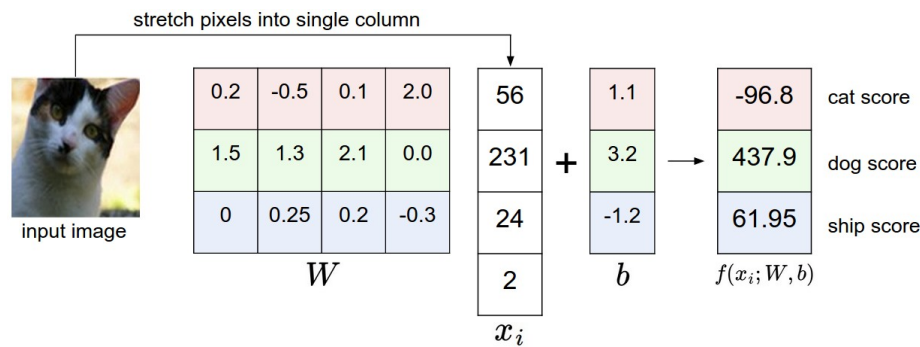 stretch pixels into single column
0.2 -0.5 0.1 2.0
1.5 1.3 2.1 0.0
0 0.25 0.2 -0.3
W
56
231
24
2
x_i
+
1.1
3.2
-1.2
b
-96.8 cat score
437.9 dog score
61.95 ship score
f(x_i; W, b)
input image